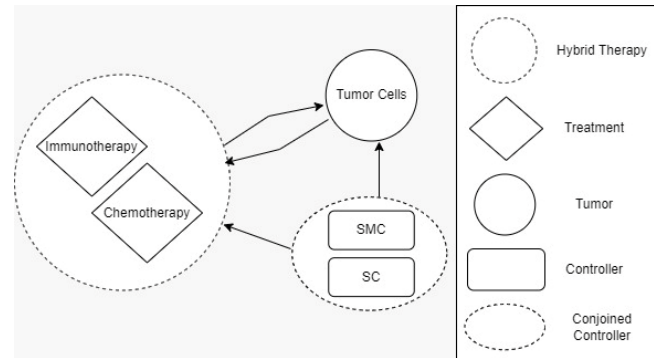 Tumor Cells
Immunotherapy
Chemotherapy
SMC
SC
Hybrid Therapy
Treatment
Tumor
Controller
Conjoined
Controller